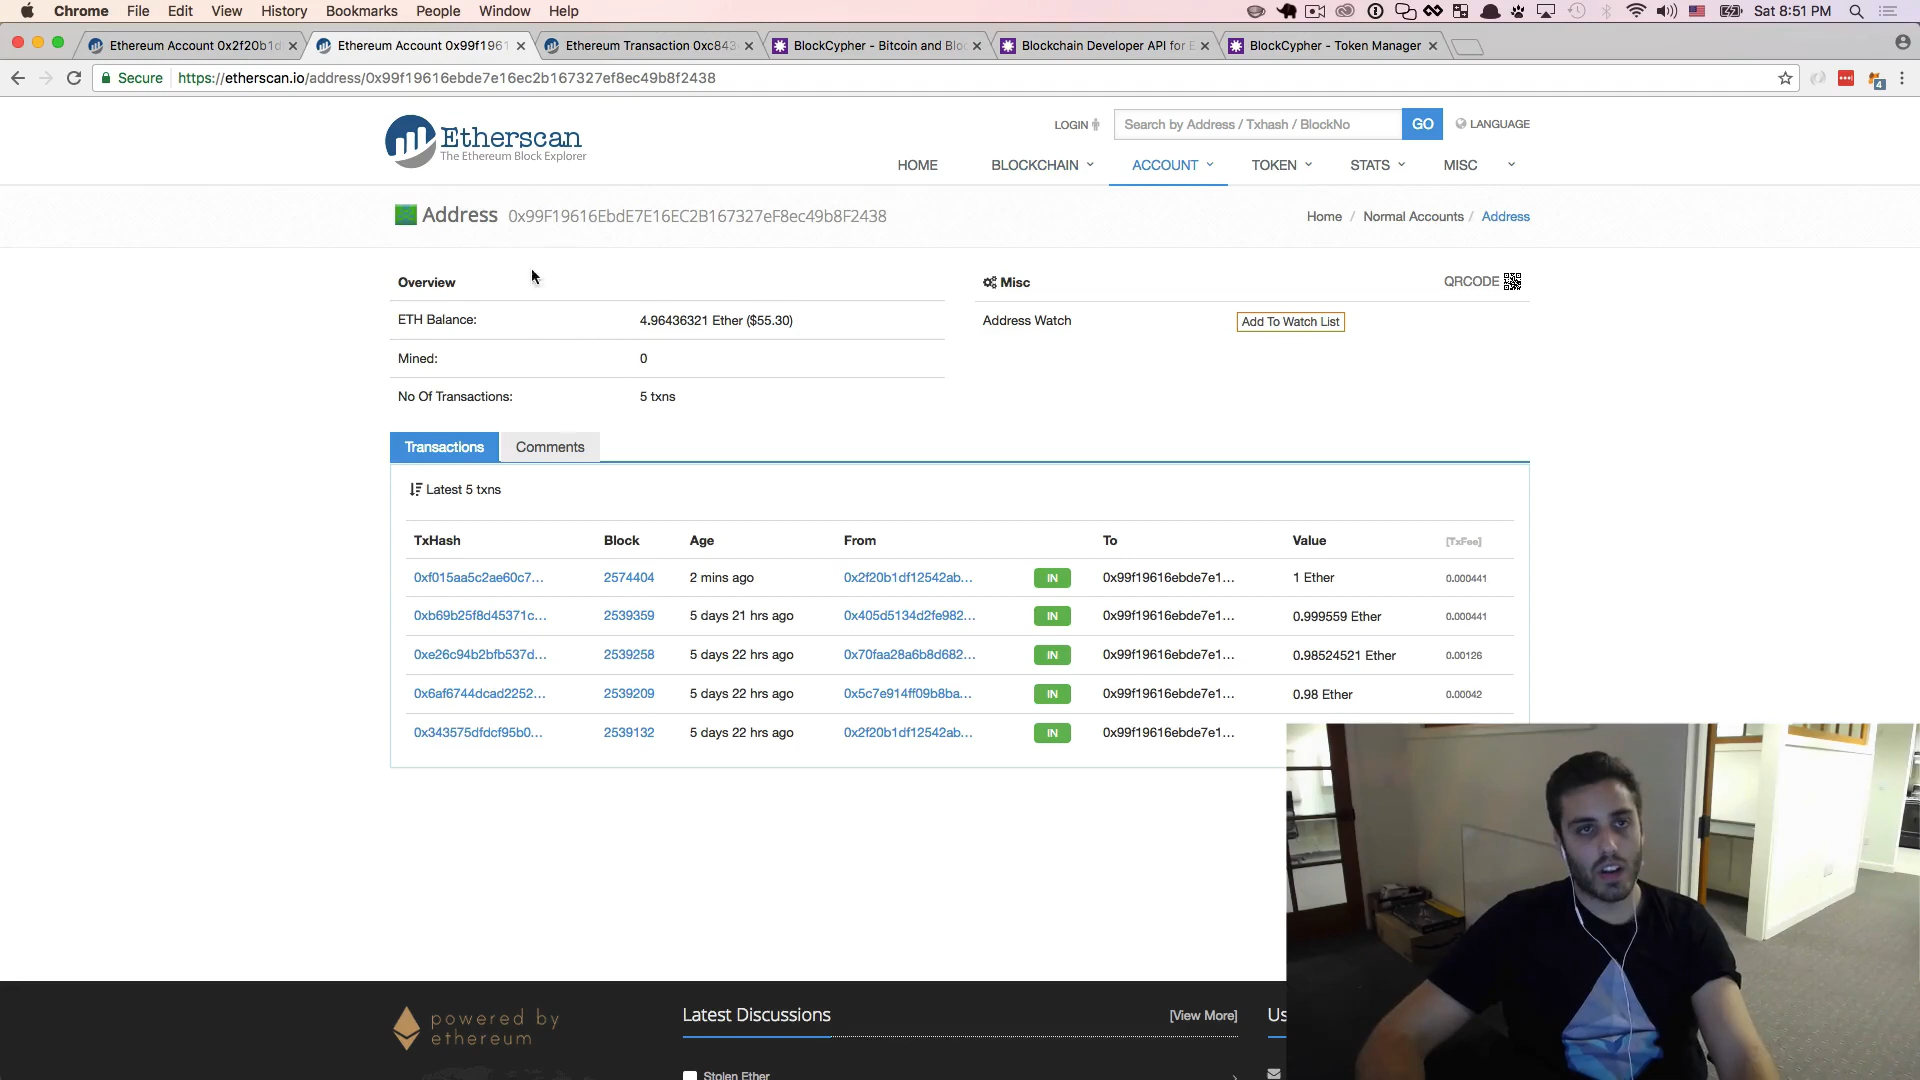 Chrome File Edit View History Bookmarks People Window Help Sat 8:51 PM
Ethereum Account 0x2f20b1d Ethereum Account 0x99f1961 Ethereum Transaction 0xc843 BlockCypher - Bitcoin and Blo Blockchain Developer API for E BlockCypher - Token Manager
Secure https://etherscan.io/address/0x99f19616ebde7e16ec2b167327ef8ec49b8f2438
4
LOGIN Search by Address / Txhash / BlockNo GO LANGUAGE
Etherscan
The Ethereum Block Explorer
HOME BLOCKCHAIN ACCOUNT TOKEN STATS MISC
Address 0x99F19616EbdE7E16EC2B167327eF8ec49b8F2438 Home / Normal Accounts / Address
Overview
Misc QRCODE
ETH Balance: 4.96436321 Ether ($55.30)
Address Watch Add To Watch List
Mined: 0
No Of Transactions: 5 txns
Transactions Comments
Latest 5 txns
TxHash Block Age From To Value [TxFee]
0xf015aa5c2ae60c7... 2574404 2 mins ago 0x2f20b1df12542ab... IN 0x99f19616ebde7e1... 1 Ether 0.000441
0xb69b25f8d45371c... 2539359 5 days 21 hrs ago 0x405d5134d2fe982... IN 0x99f19616ebde7e1... 0.999559 Ether 0.000441
0xe26c94b2bfb537d... 2539258 5 days 22 hrs ago 0x70faa28a6b8d682... IN 0x99f19616ebde7e1... 0.98524521 Ether 0.00126
0x6af6744dcad2252... 2539209 5 days 22 hrs ago 0x5c7e914ff09b8ba... IN 0x99f19616ebde7e1... 0.98 Ether 0.00042
0x343575dfdcf95b0... 2539132 5 days 22 hrs ago 0x2f20b1df12542ab... IN 0x99f19616ebde7e1...
powered by
ethereum
Latest Discussions [View More]
Us
Stolen Ether